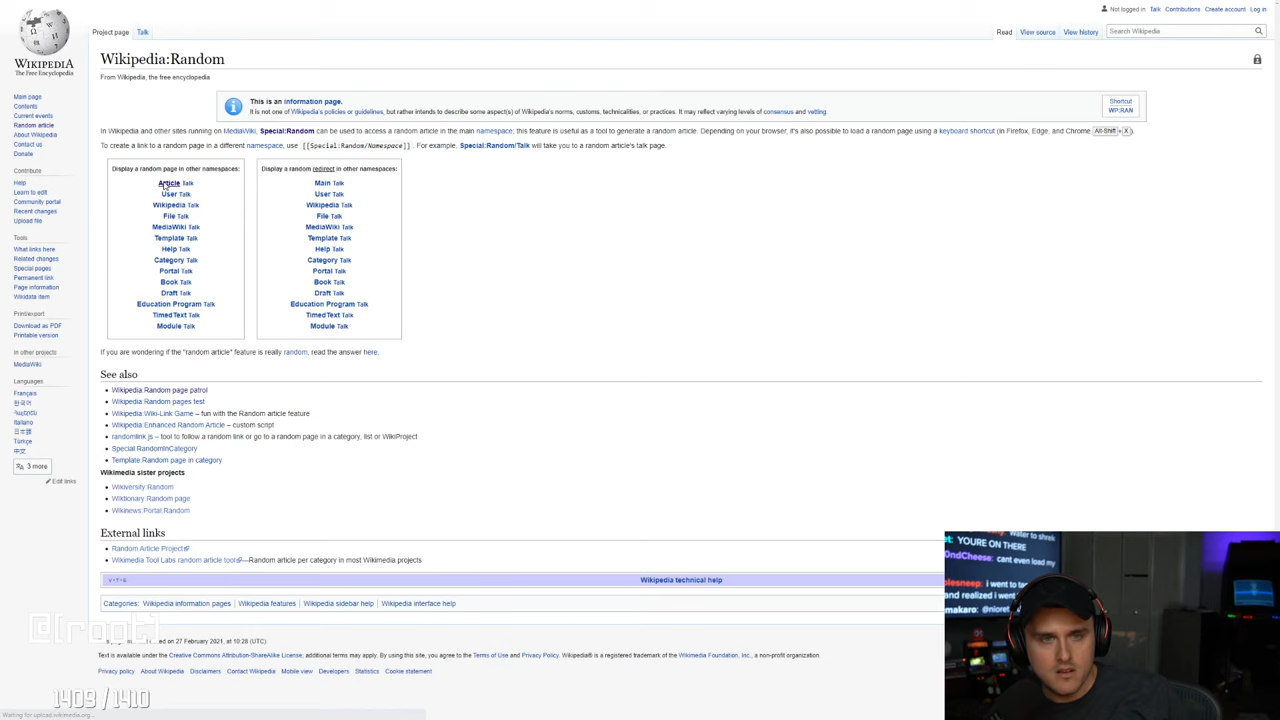 Not logged in Talk Contributions Create account Log in
Project page Talk
Read View source View history Search Wikipedia
WIKIPEDIA
The Free Encyclopedia
Main page
Contents
Current events
Random article
About Wikipedia
Contact us
Donate
Contribute
Help
Learn to edit
Community portal
Recent changes
Upload file
Tools
What links here
Related changes
Special pages
Permanent link
Page information
Wikidata item
Print/export
Download as PDF
Printable version
In other projects
MediaWiki
Languages
Français
한국어
Italiano
日本語
Türkçe
中文
3 more
Edit links
Wikipedia:Random
From Wikipedia, the free encyclopedia
This is an information page.
It is not one of Wikipedia's policies or guidelines, but rather intends to describe some aspect(s) of Wikipedia's norms, customs, technicalities, or practices. It may reflect varying levels of consensus and vetting.
Shortcut
WP:RAN
In Wikipedia and other sites running on MediaWiki, Special:Random can be used to access a random article in the main namespace; this feature is useful as a tool to generate a random article. Depending on your browser, it's also possible to load a random page using a keyboard shortcut (in Firefox, Edge, and Chrome Alt-Shift+X).
To create a link to a random page in a different namespace, use [[Special:Random/Namespace]]. For example, Special:Random/Talk will take you to a random article's talk page.
Display a random page in other namespaces:
Article Talk
User Talk
Wikipedia Talk
File Talk
MediaWiki Talk
Template Talk
Help Talk
Category Talk
Portal Talk
Book Talk
Draft Talk
Education Program Talk
TimedText Talk
Module Talk
Display a random redirect in other namespaces:
Main Talk
User Talk
Wikipedia Talk
File Talk
MediaWiki Talk
Template Talk
Help Talk
Category Talk
Portal Talk
Book Talk
Draft Talk
Education Program Talk
TimedText Talk
Module Talk
If you are wondering if the "random article" feature is really random, read the answer here.
See also
Wikipedia:Random page patrol
Wikipedia:Random pages test
Wikipedia:Wiki-Link Game – fun with the Random article feature
Wikipedia:Enhanced Random Article – custom script
randomlink.js – tool to follow a random link or go to a random page in a category, list or WikiProject
Special:RandomInCategory
Template:Random page in category
Wikimedia sister projects
Wikiversity:Random
Wiktionary Random page
Wikinews:Portal:Random
External links
Random Article Project
Wikimedia Tool Labs random article tools—Random article per category in most Wikimedia projects
V·T·E Wikipedia technical help
Categories: Wikipedia information pages Wikipedia features Wikipedia sidebar help Wikipedia interface help
on 27 February 2021, at 10:26 (UTC)
Text is available under the Creative Commons Attribution-ShareAlike License; additional terms may apply. By using this site, you agree to the Terms of Use and Privacy Policy. Wikipedia® is a registered trademark of the Wikimedia Foundation, Inc., a non-profit organization.
Privacy policy About Wikipedia Disclaimers Contact Wikipedia Mobile view Developers Statistics Cookie statement
@[root]
1409 / 1410
Waiting for upload.wikimedia.org...
Water to shrek
YOURE ON THERE
OndCheese: cant even load my
olesneep: i went to
and realized i went
makaro: @nioret